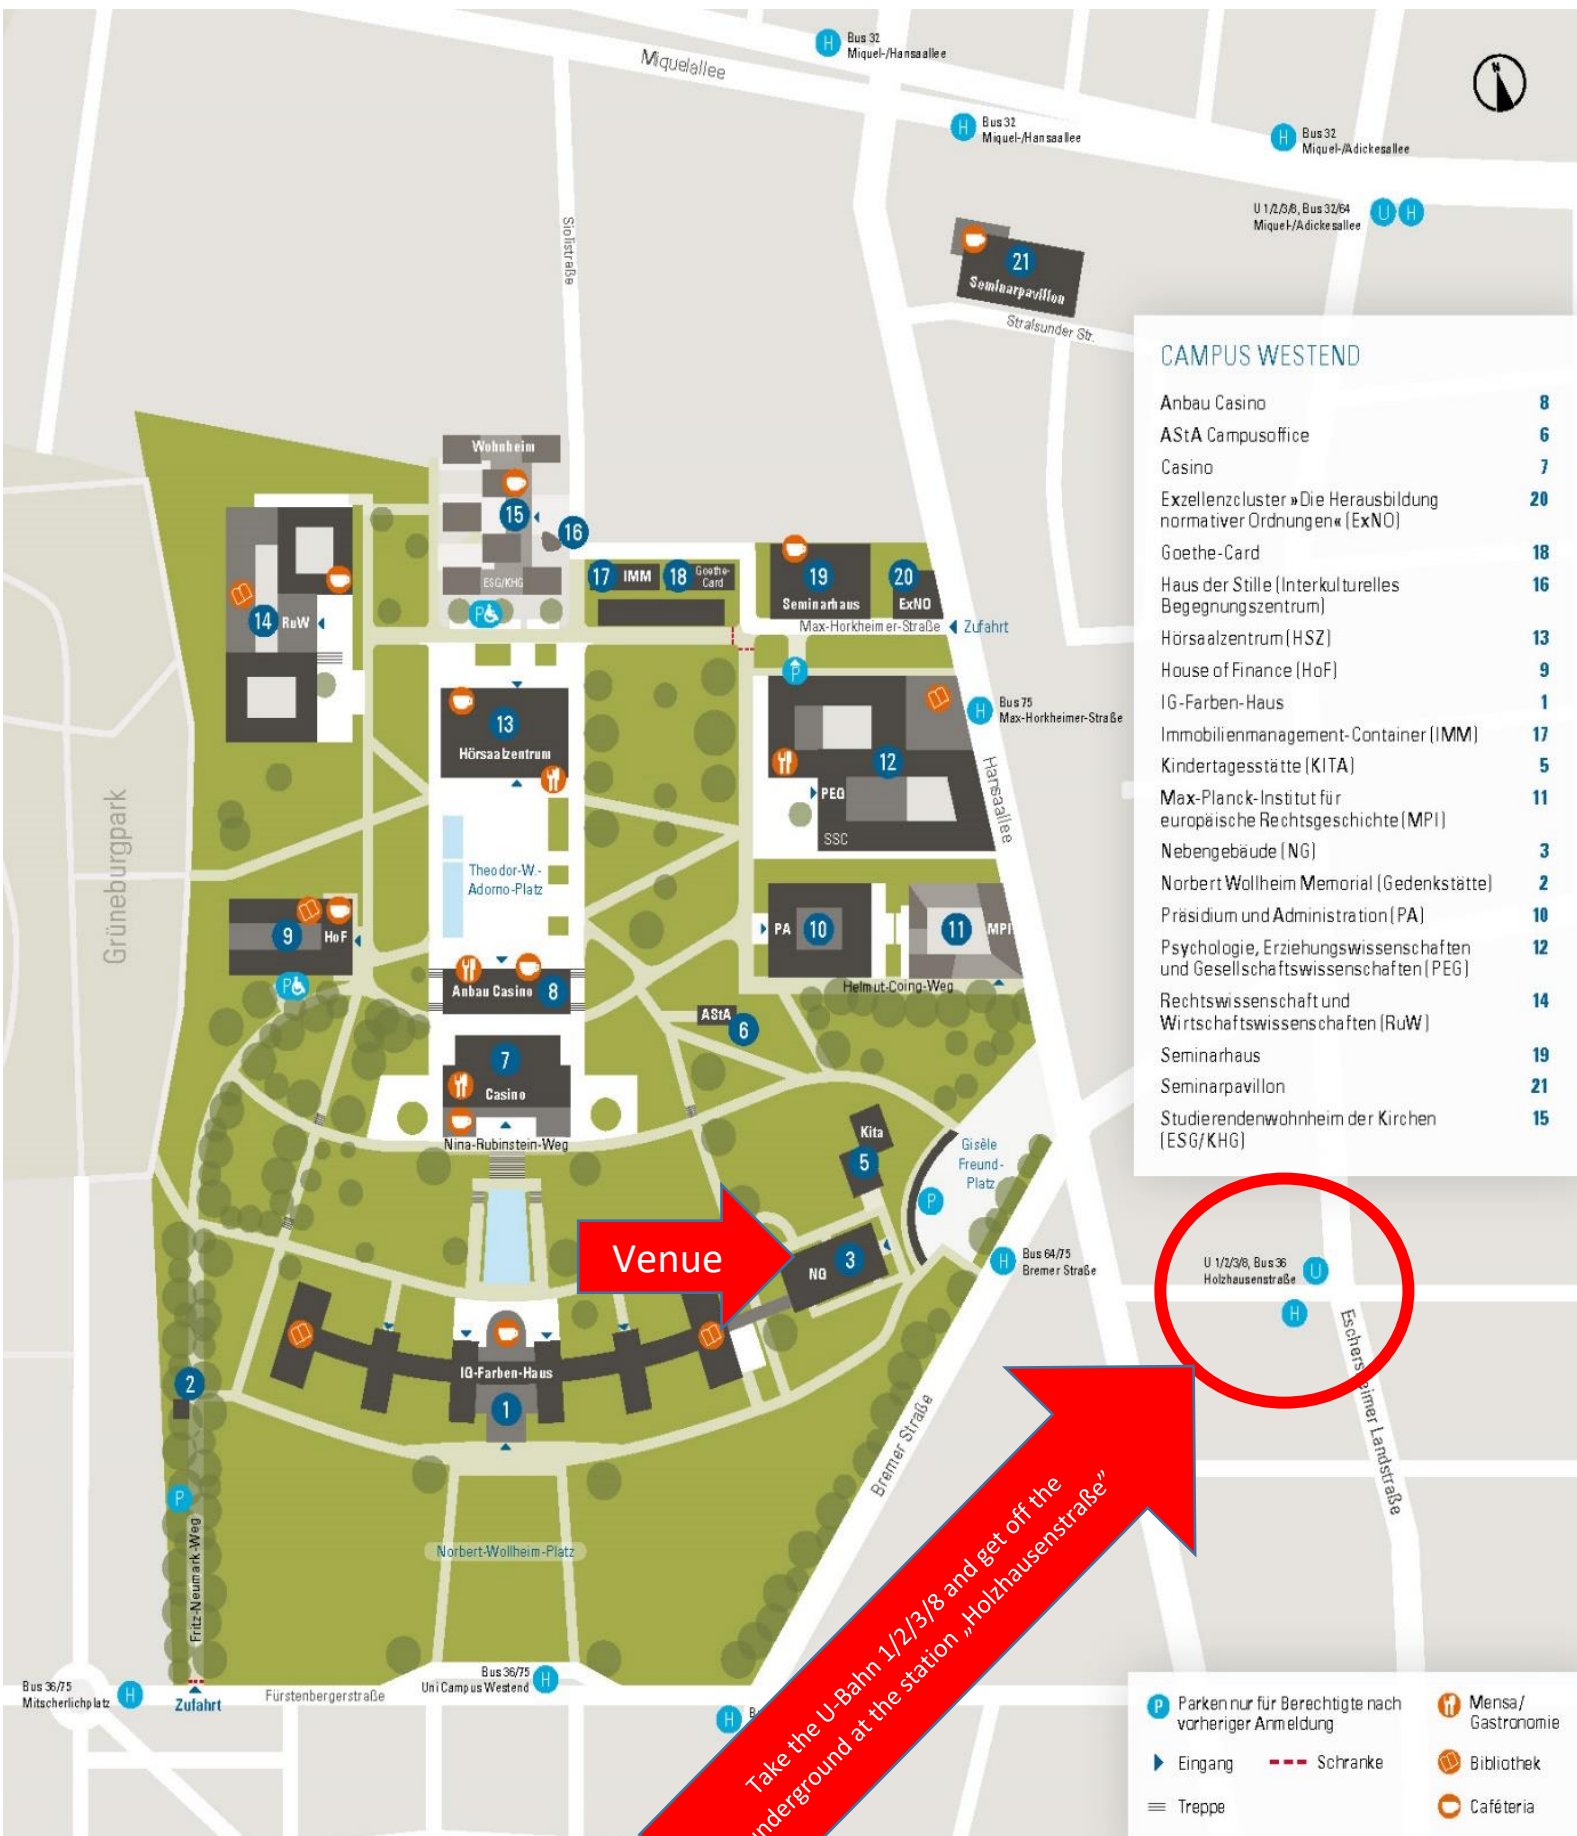 Bus 32
Miquel-/Hansaallee
Miquelallee
N
Bus 32
Miquel-/Hansaallee
Bus 32
Miquel-/Adickesallee
U 1/2/3/8, Bus 32/64
Miquel-/Adickesallee
Siolistraße
21
Seminarpavillon
Stralsunder Str.
CAMPUS WESTEND
Anbau Casino 8
AStA Campusoffice 6
Casino 7
Exzellenzcluster »Die Herausbildung 20
normativer Ordnungen« (ExNO)
Goethe-Card 18
Haus der Stille (Interkulturelles 16
Begegnungszentrum)
Hörsaalzentrum (HSZ) 13
House of Finance (HoF) 9
IG-Farben-Haus 1
Immobilienmanagement-Container (IMM) 17
Kindertagesstätte (KITA) 5
Max-Planck-Institut für 11
europäische Rechtsgeschichte (MPI)
Nebengebäude (NG) 3
Norbert Wollheim Memorial (Gedenkstätte) 2
Präsidium und Administration (PA) 10
Psychologie, Erziehungswissenschaften 12
und Gesellschaftswissenschaften (PEG)
Rechtswissenschaft und 14
Wirtschaftswissenschaften (RuW)
Seminarhaus 19
Seminarpavillon 21
Studierendenwohnheim der Kirchen 15
(ESG/KHG)
Wohnheim
15
16
ESG/KHG
P
17 IMM
18 Goethe-
Card
19
Seminarhaus
20
ExNO
Max-Horkheimer-Straße
Zufahrt
14 RuW
13
Hörsaalzentrum
P
Bus 75
Max-Horkheimer-Straße
12
PEG
SSC
Hansaallee
Grüneburgpark
Theodor-W.-
Adorno-Platz
9 HoF
P
PA 10
11 MPI
Helmut-Coing-Weg
Anbau Casino 8
AStA
6
7
Casino
Nina-Rubinstein-Weg
Kita
5
Gisèle
Freund-
Platz
P
Venue
3
NG
Bus 64/75
Bremer Straße
U 1/2/3/8, Bus 36
Holzhausenstraße
U
H
Eschersheimer Landstraße
IG-Farben-Haus
1
2
P
Bremer Straße
Fritz-Neumark-Weg
Norbert-Wollheim-Platz
Take the U-Bahn 1/2/3/8 and get off the
underground at the station „Holzhausenstraße”
Bus 36/75
Mitscherlichplatz
Zufahrt
Fürstenbergerstraße
Bus 36/75
Uni Campus Westend
H
P Parken nur für Berechtigte nach
vorheriger Anmeldung
Eingang
Schranke
Treppe
Mensa/
Gastronomie
Bibliothek
Caféteria